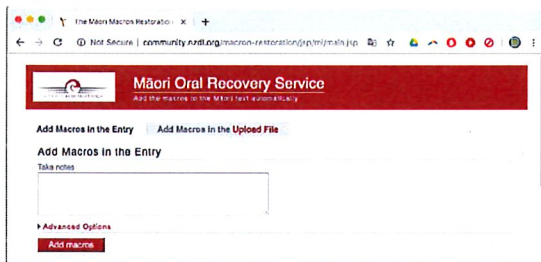 The Māori Macron Restoration
Not Secure | community.nzdl.org/macron-restoration/jsp/mi/main.jsp
Māori Oral Recovery Service
Add the macros to the Māori text automatically
Add Macros in the Entry Add Macros in the Upload File
Add Macros in the Entry
Take notes
Advanced Options
Add macros